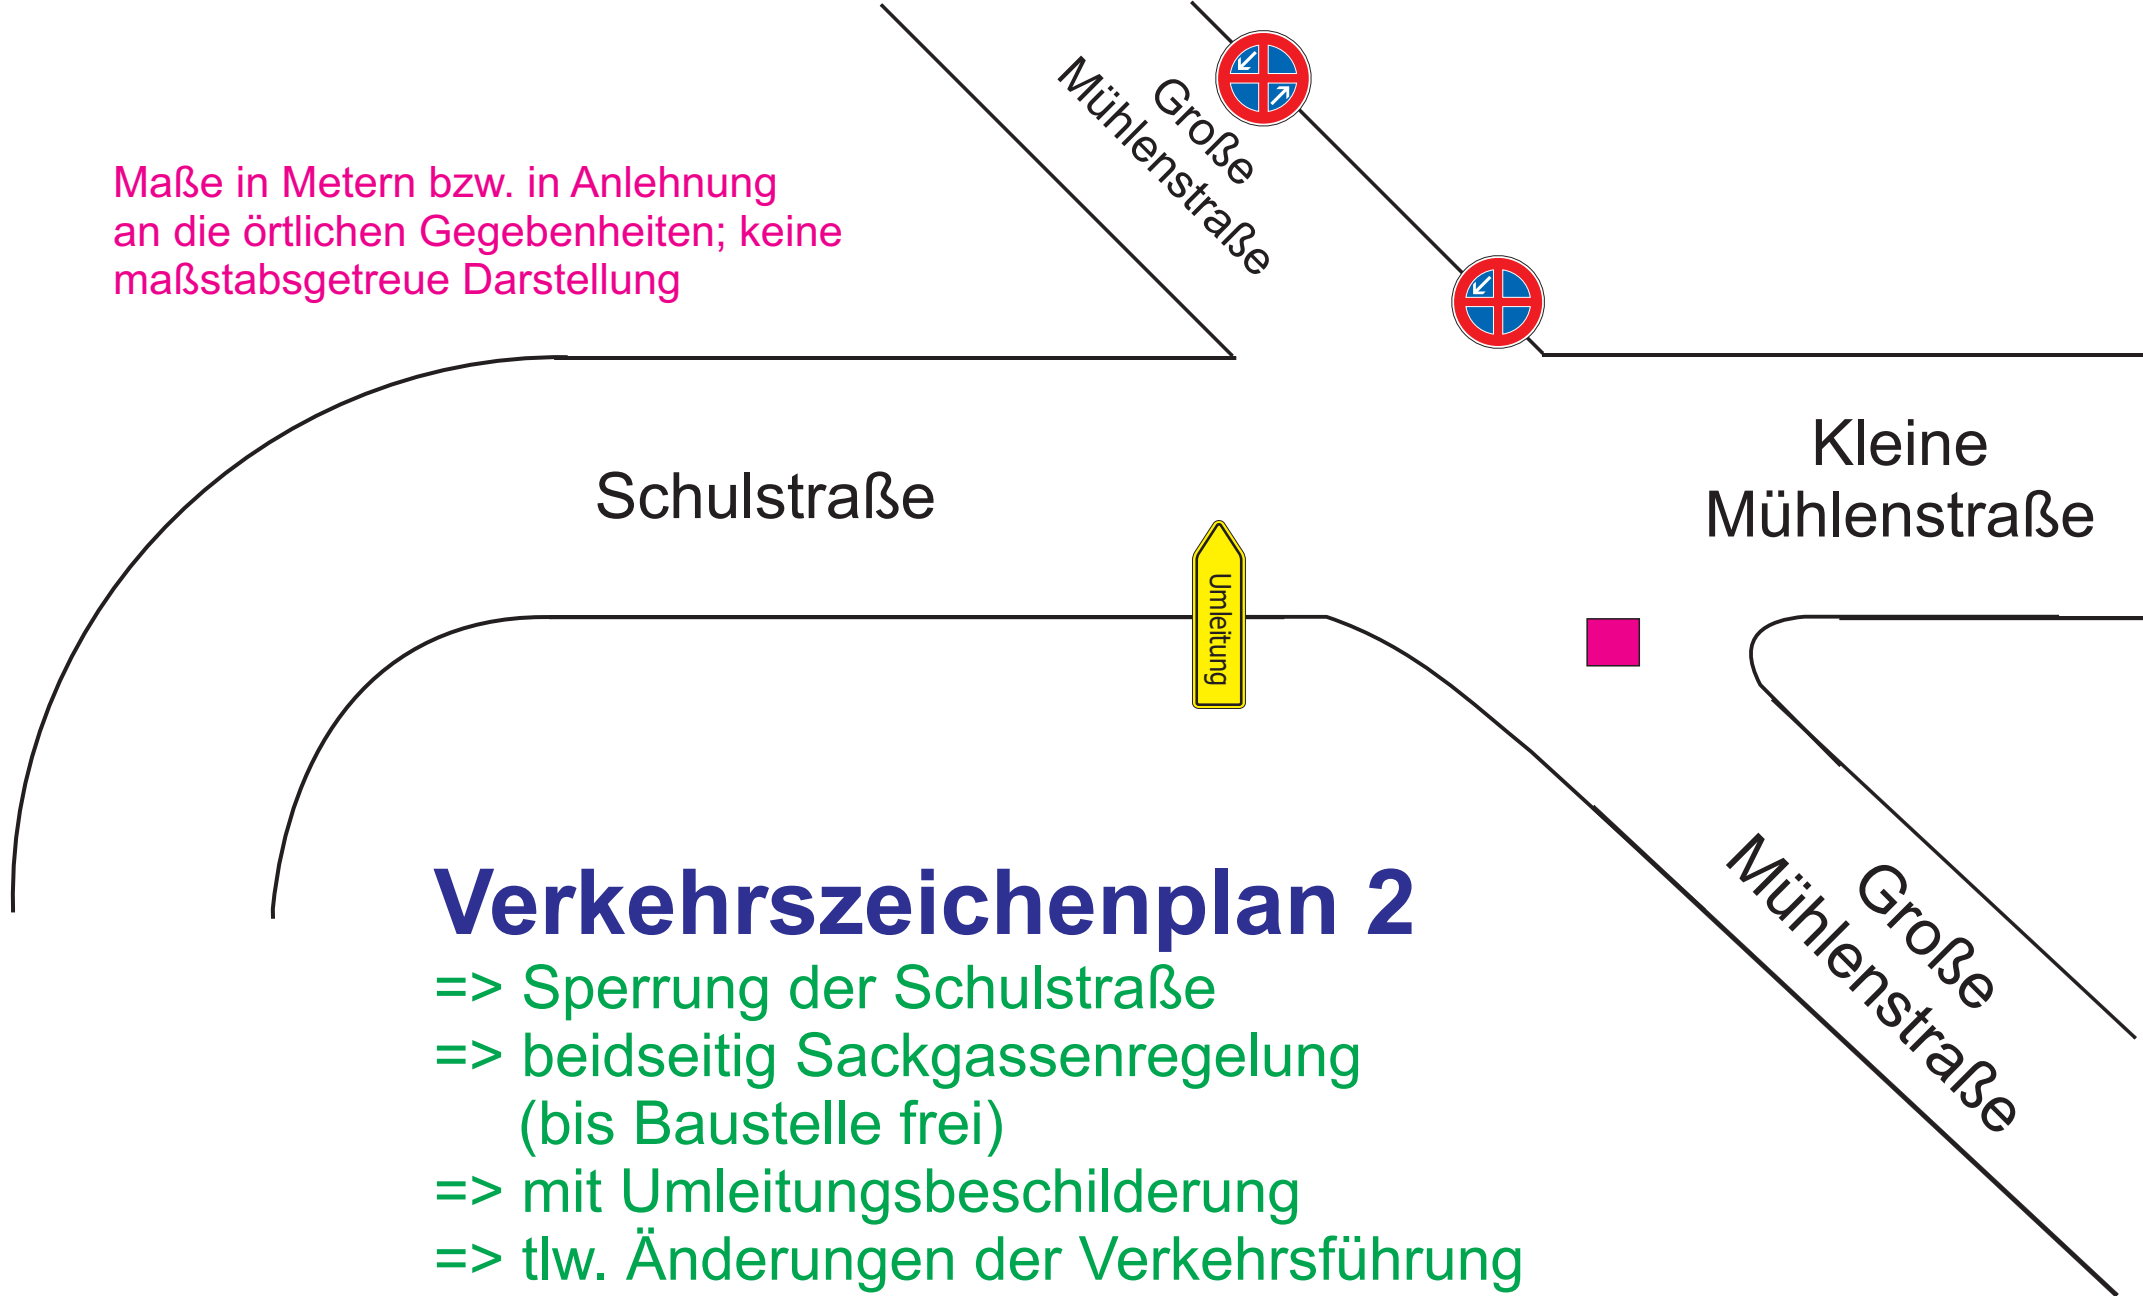 Große
Mühlenstraße
Maße in Metern bzw. in Anlehnung
an die örtlichen Gegebenheiten; keine
maßstabsgetreue Darstellung
Kleine
Mühlenstraße
Schulstraße
Umleitung
Große
Mühlenstraße
Verkehrszeichenplan 2
=> Sperrung der Schulstraße
=> beidseitig Sackgassenregelung
(bis Baustelle frei)
=> mit Umleitungsbeschilderung
=> tlw. Änderungen der Verkehrsführung